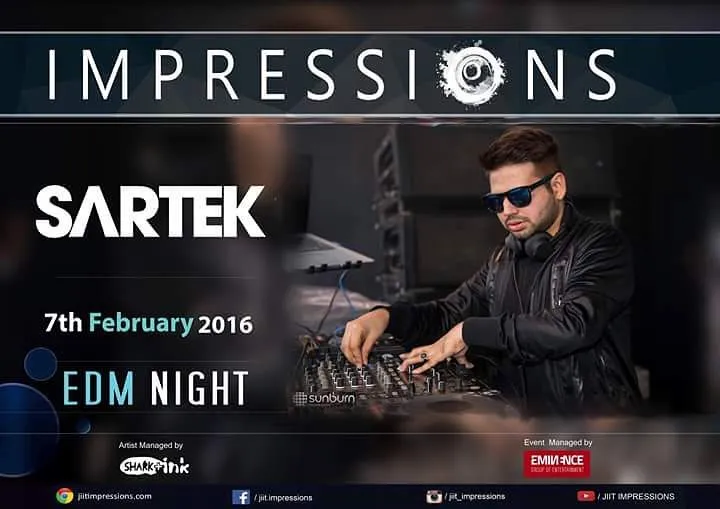 IMPRESSIONS
SARTEK
7th February 2016
EDM NIGHT
sunburn
Artist Managed by
SHARK & ink
Event Managed by
EMINENCE
GROUP OF ENTERTAINMENT
jiitimpressions.com
/ jiit.impressions
/ jiit_impressions
/ JIIT IMPRESSIONS